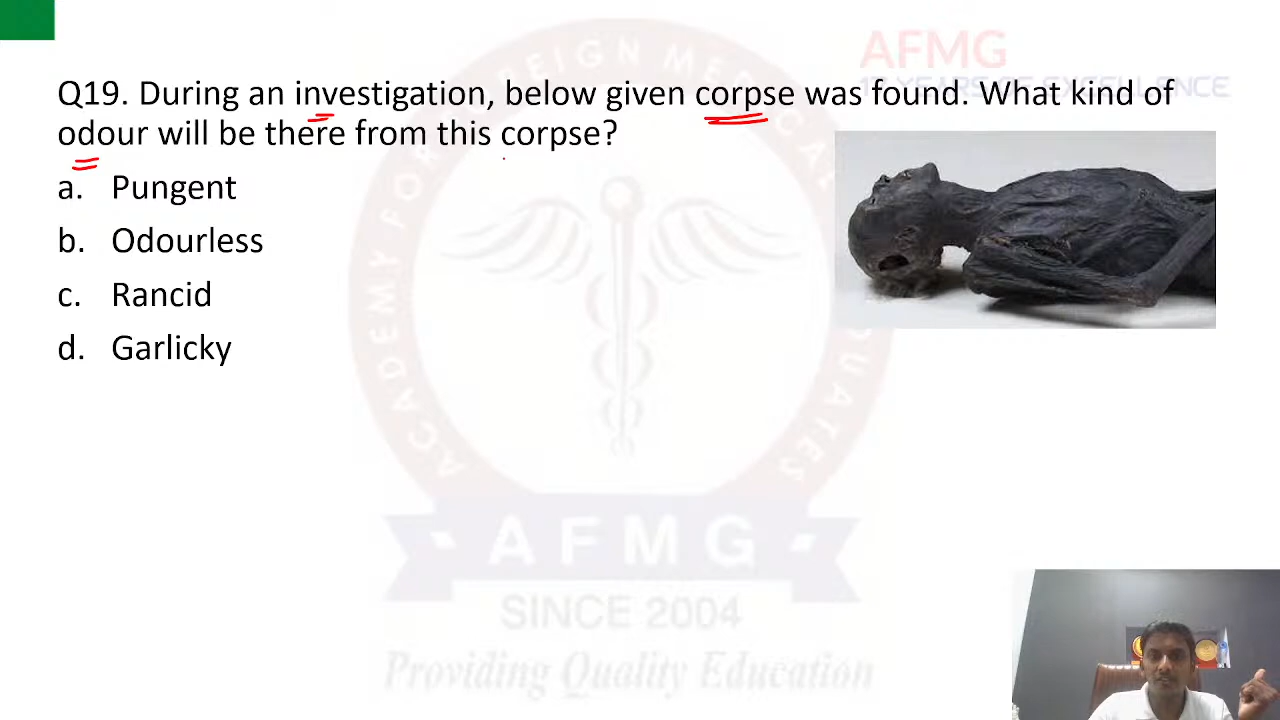 AFMG
Q19. During an investigation, below given corpse was found. What kind of
odour will be there from this corpse?
a. Pungent
b. Odourless
c. Rancid
d. Garlicky
AFMG
SINCE 2004
Providing Quality Education